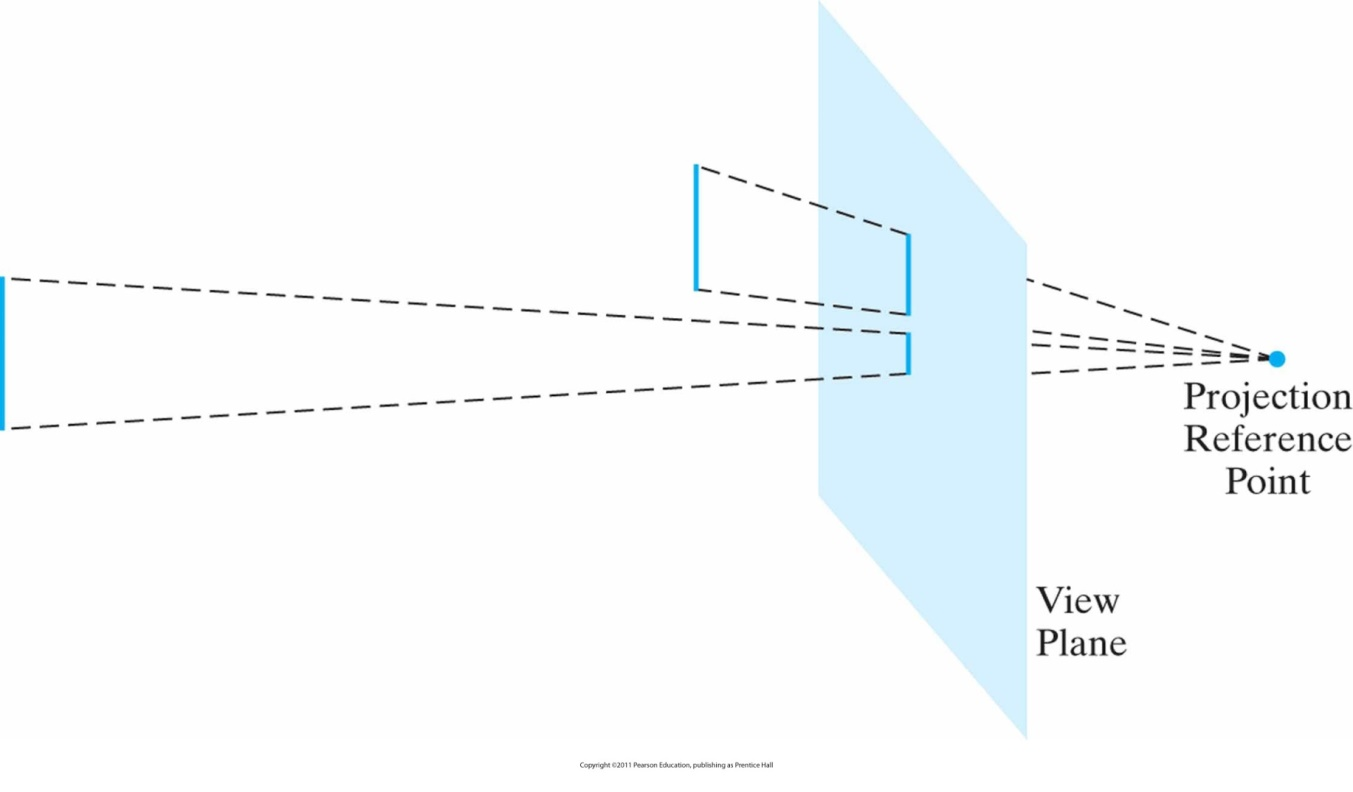 Projection
Reference
Point
View
Plane
Copyright ©2011 Pearson Education, publishing as Prentice Hall